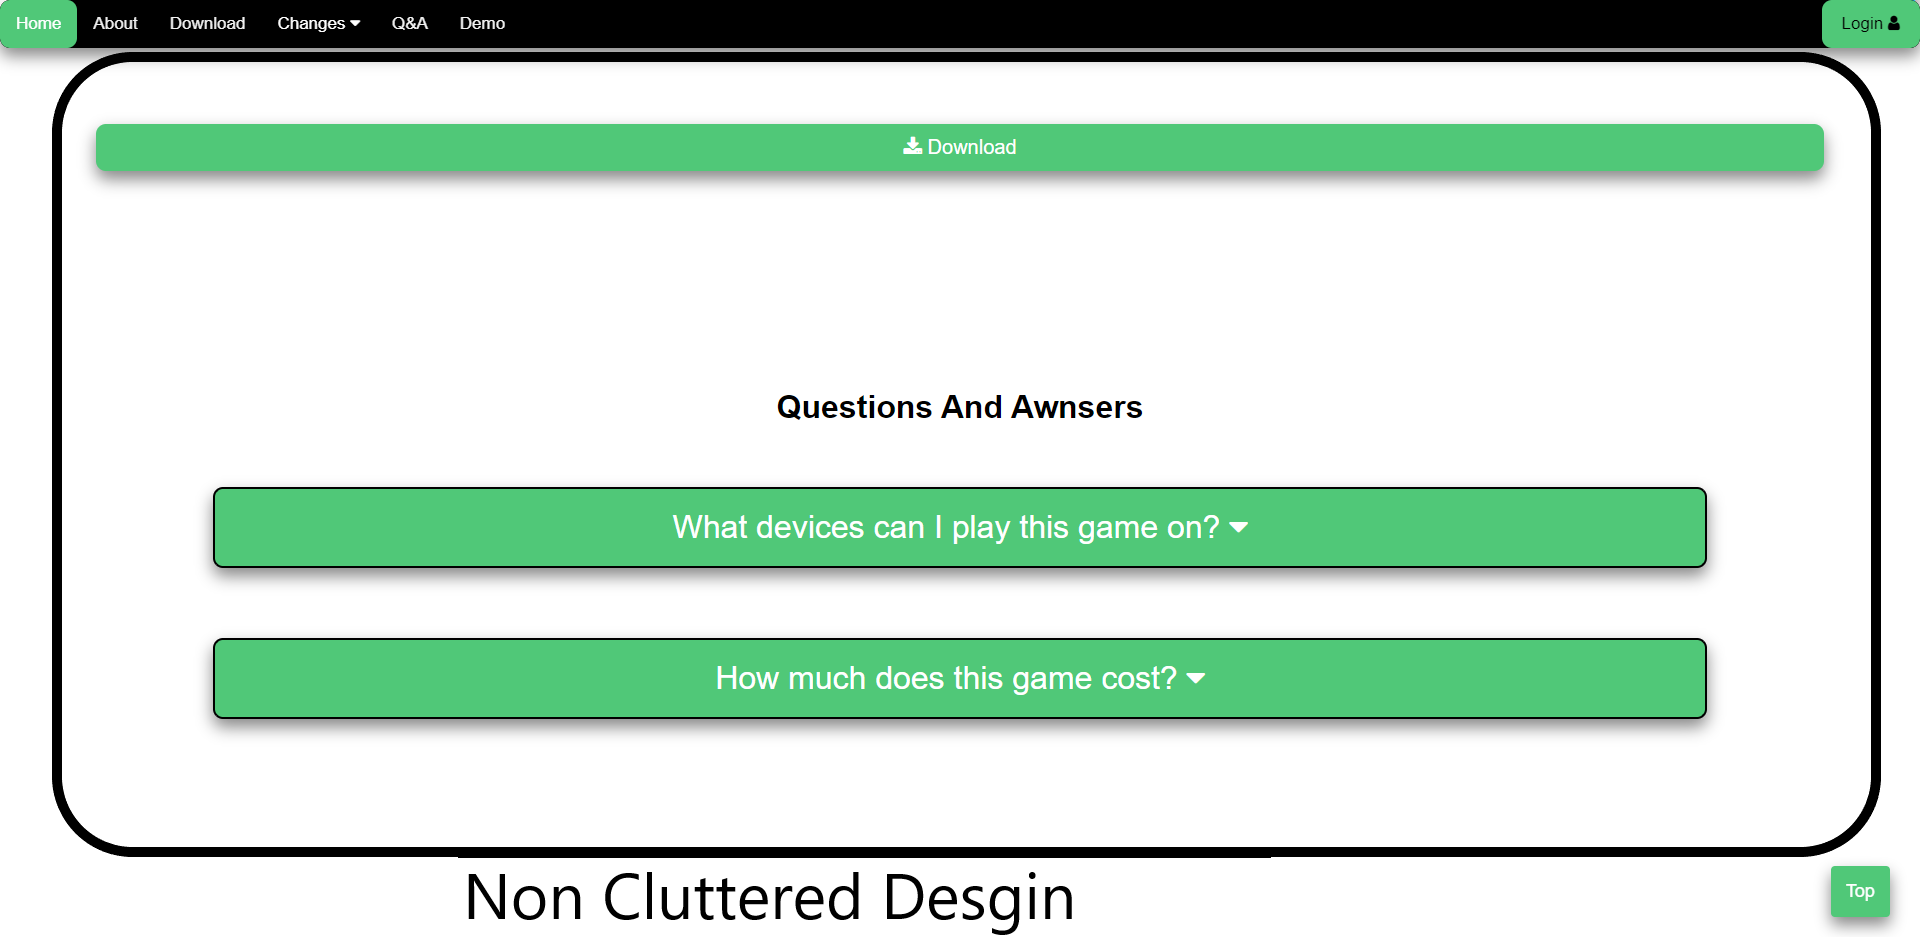 Home About Download Changes Q&A Demo Login
Download
Questions And Awnsers
What devices can I play this game on?
How much does this game cost?
Non Cluttered Desgin
Top